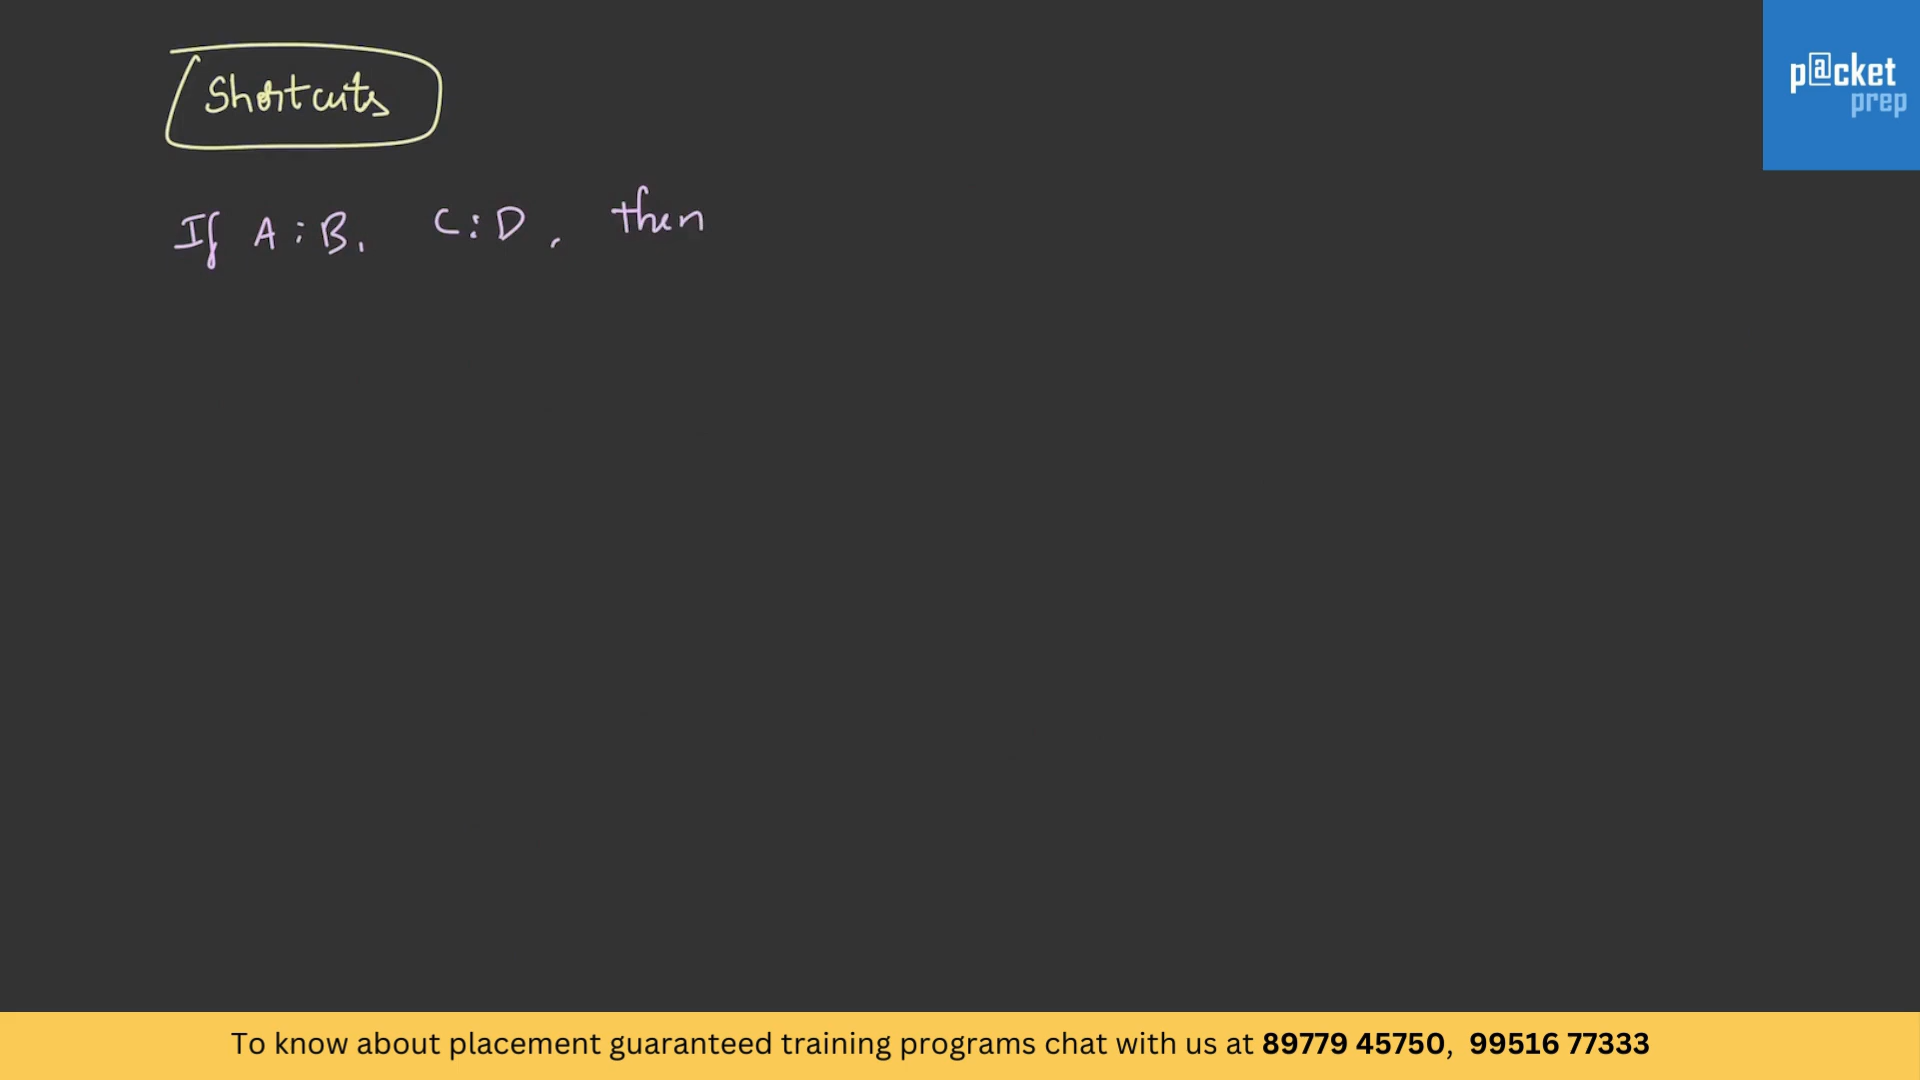 Shortcuts
p@cket
prep
If A:B, C:D, then
To know about placement guaranteed training programs chat with us at 89779 45750, 99516 77333